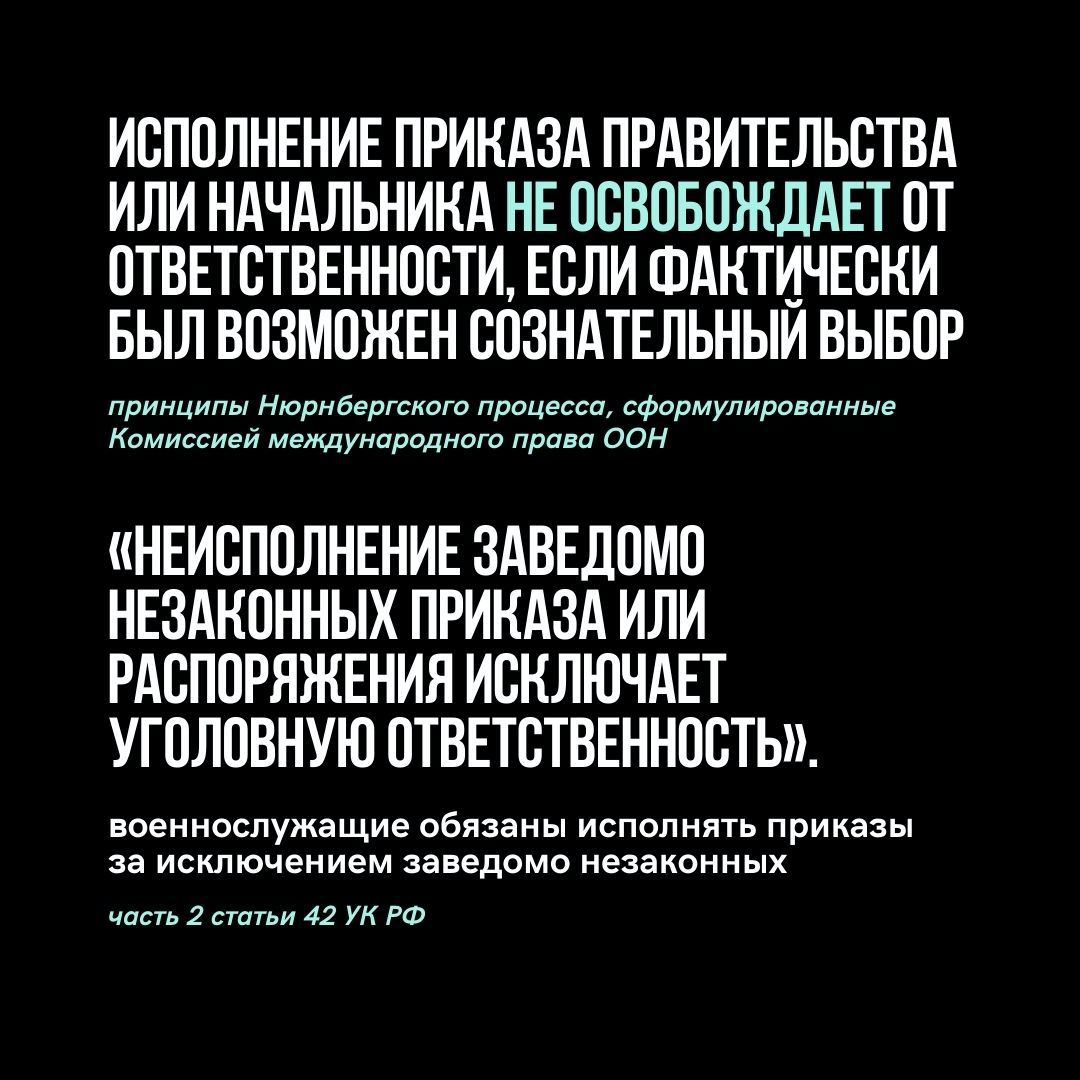 ИСПОЛНЕНИЕ ПРИКАЗА ПРАВИТЕЛЬСТВА
ИЛИ НАЧАЛЬНИКА НЕ ОСВОБОЖДАЕТ ОТ
ОТВЕТСТВЕННОСТИ, ЕСЛИ ФАКТИЧЕСКИ
БЫЛ ВОЗМОЖЕН СОЗНАТЕЛЬНЫЙ ВЫБОР
принципы Нюрнбергского процесса, сформулированные
Комиссией международного права ООН
«НЕИСПОЛНЕНИЕ ЗАВЕДОМО
НЕЗАКОННЫХ ПРИКАЗА ИЛИ
РАСПОРЯЖЕНИЯ ИСКЛЮЧАЕТ
УГОЛОВНУЮ ОТВЕТСТВЕННОСТЬ».
военнослужащие обязаны исполнять приказы
за исключением заведомо незаконных
часть 2 статьи 42 УК РФ